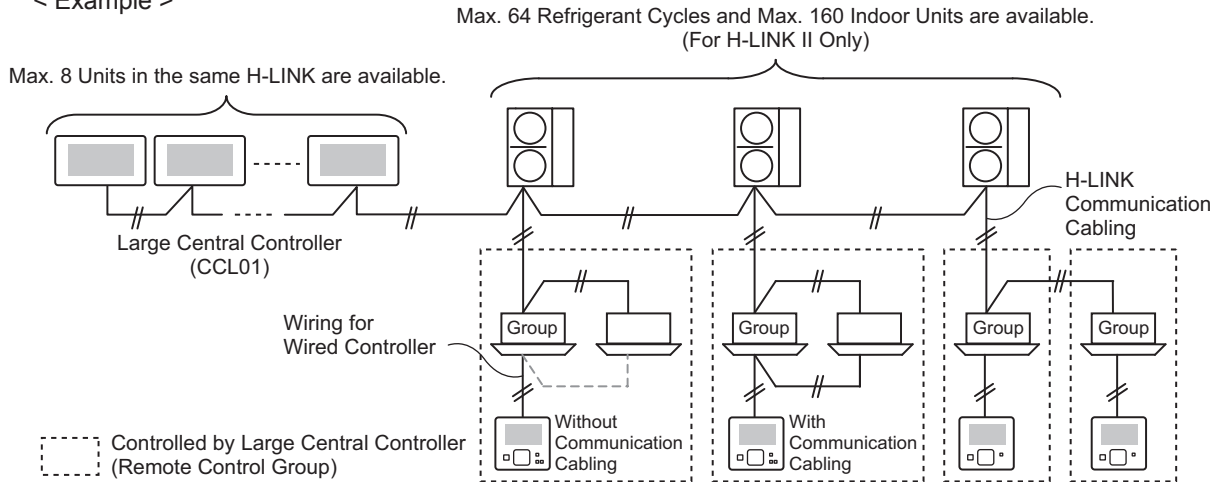 < Example >
Max. 64 Refrigerant Cycles and Max. 160 Indoor Units are available.
(For H-LINK II Only)
Max. 8 Units in the same H-LINK are available.
H-LINK
Communication
Cabling
Large Central Controller
(CCL01)
Wiring for
Wired Controller
Group
Group
Group
Group
Without
Communication
Cabling
With
Communication
Cabling
Controlled by Large Central Controller
(Remote Control Group)